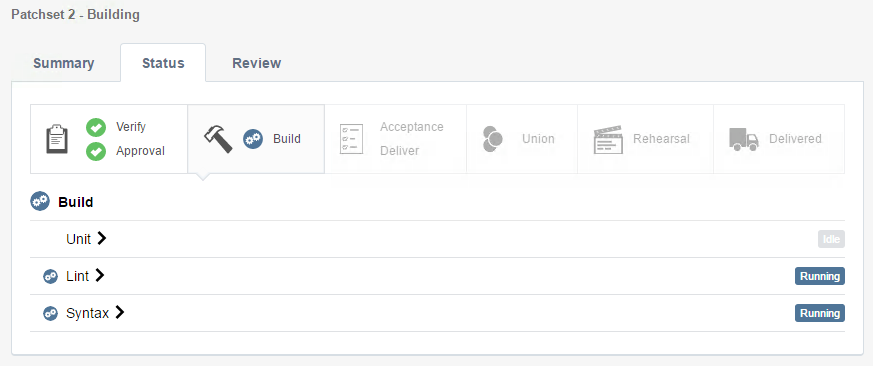 Patchset 2 - Building
Summary Status Review
Verify
Approval
Build
Acceptance
Deliver
Union
Rehearsal
Delivered
Build
Unit Idle
Lint Running
Syntax Running